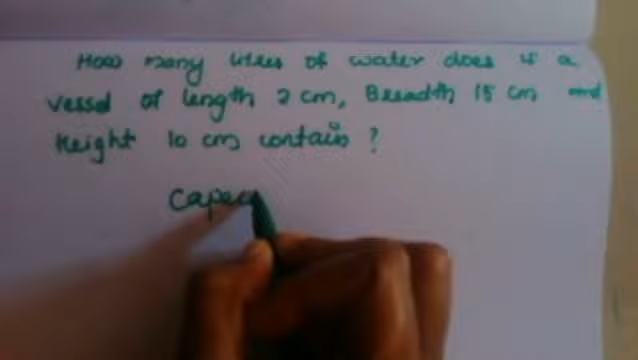 How many litres of water does is a
vessel of length 2 cm, Breadth 15 cm and
Height 10 cm contain ?
Capac